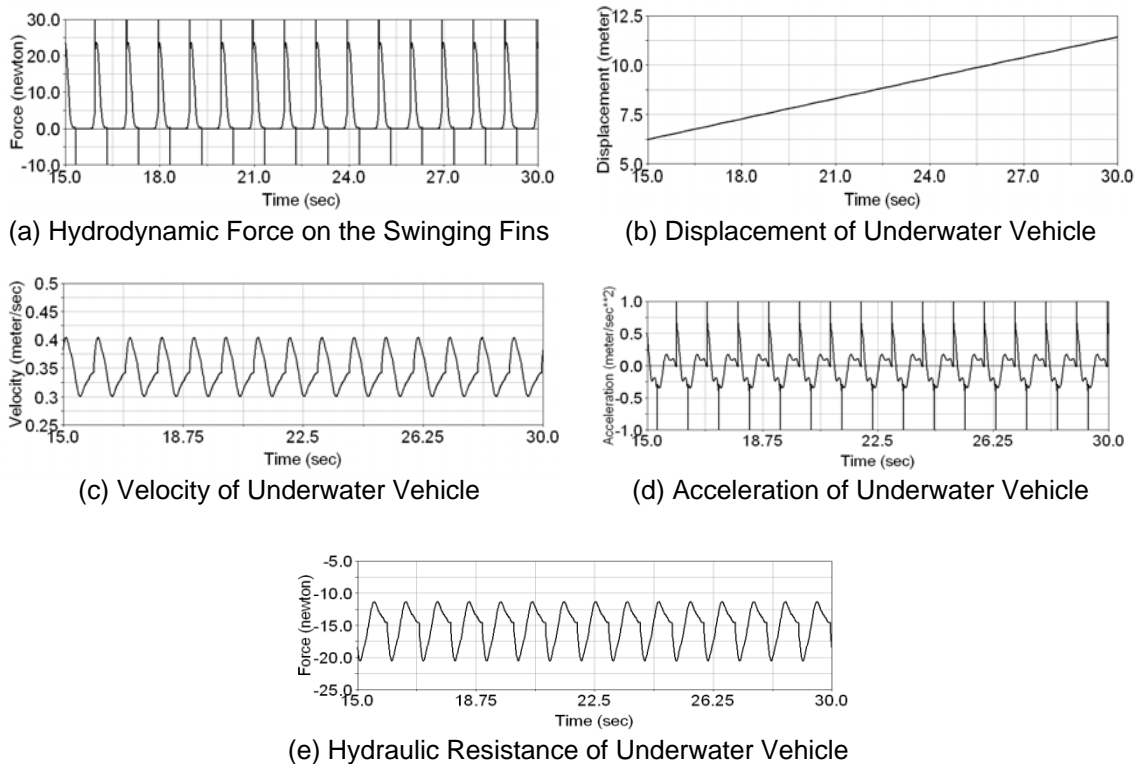 30.0
20.0
10.0
0.0
-10.0
Force (newton)
15.0 18.0 21.0 24.0 27.0 30.0
Time (sec)
(a) Hydrodynamic Force on the Swinging Fins
12.5
10.0
7.5
5.0
Displacement (meter)
15.0 18.0 21.0 24.0 27.0 30.0
Time (sec)
(b) Displacement of Underwater Vehicle
0.5
0.45
0.4
0.35
0.3
0.25
Velocity (meter/sec)
15.0 18.75 22.5 26.25 30.0
Time (sec)
(c) Velocity of Underwater Vehicle
1.0
0.5
0.0
-0.5
-1.0
Acceleration (meter/sec**2)
15.0 18.75 22.5 26.25 30.0
Time (sec)
(d) Acceleration of Underwater Vehicle
-5.0
-10.0
-15.0
-20.0
-25.0
Force (newton)
15.0 18.75 22.5 26.25 30.0
Time (sec)
(e) Hydraulic Resistance of Underwater Vehicle